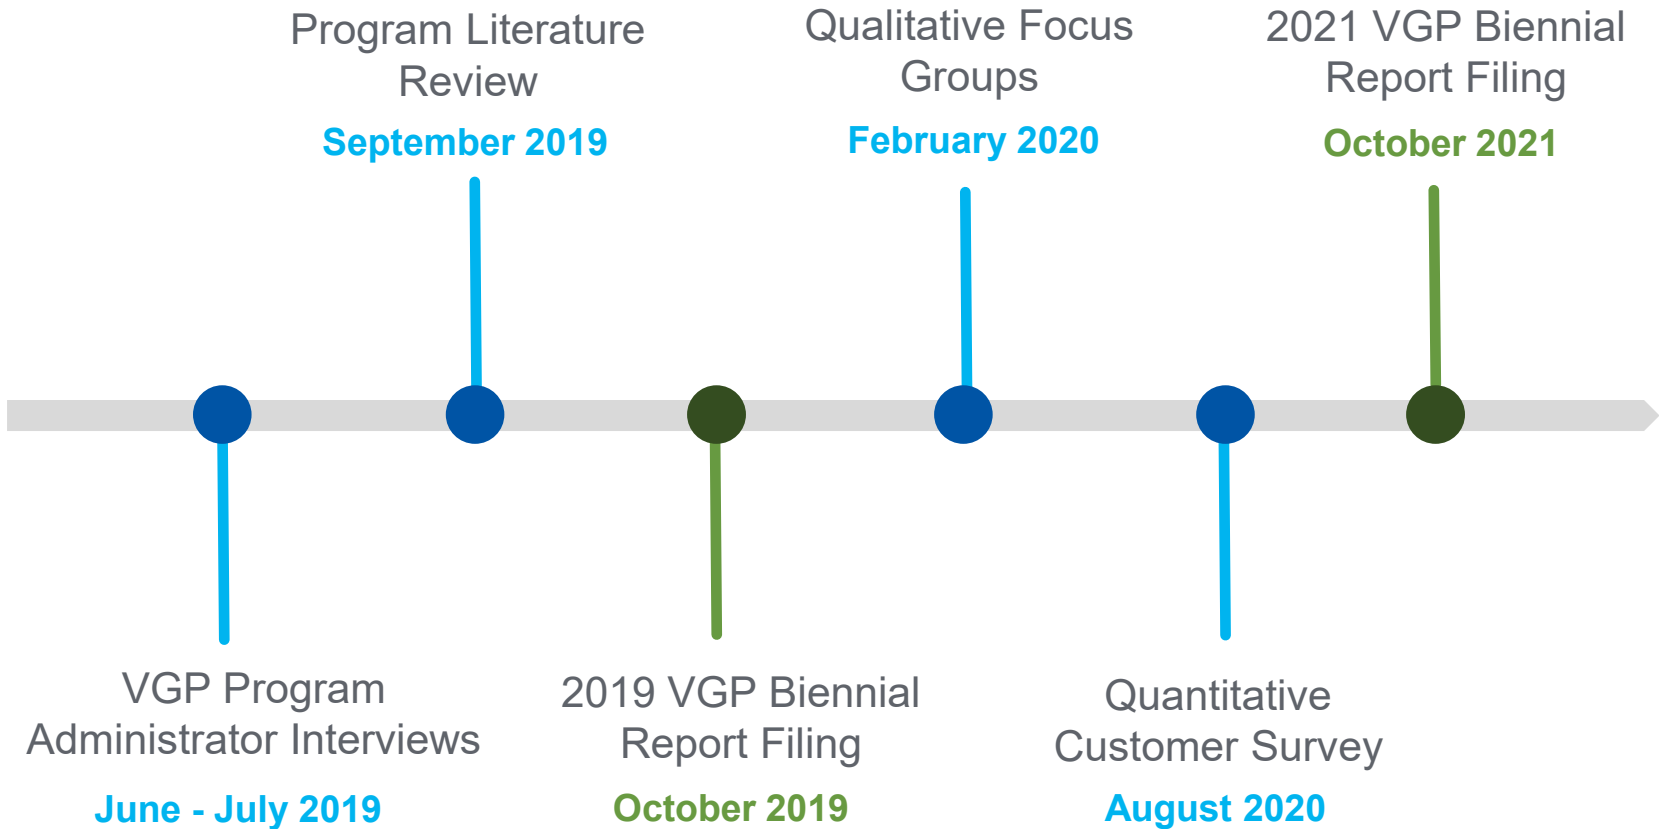 Program Literature
Review
September 2019
Qualitative Focus
Groups
February 2020
2021 VGP Biennial
Report Filing
October 2021
VGP Program
Administrator Interviews
June - July 2019
2019 VGP Biennial
Report Filing
October 2019
Quantitative
Customer Survey
August 2020